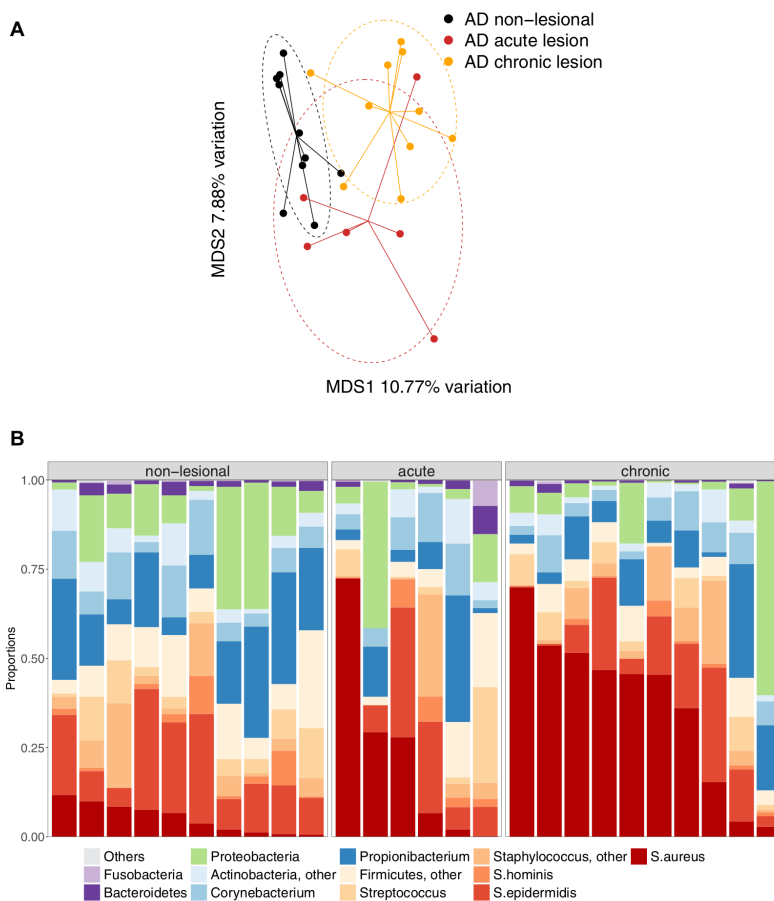 A
AD non−lesional
AD acute lesion
AD chronic lesion
MDS2 7.88% variation
MDS1 10.77% variation
B
non−lesional acute chronic
1.00
0.75
0.50
0.25
0.00
Proportions
Others Proteobacteria Propionibacterium Staphylococcus, other S.aureus
Fusobacteria Actinobacteria, other Firmicutes, other S.hominis
Bacteroidetes Corynebacterium Streptococcus S.epidermidis